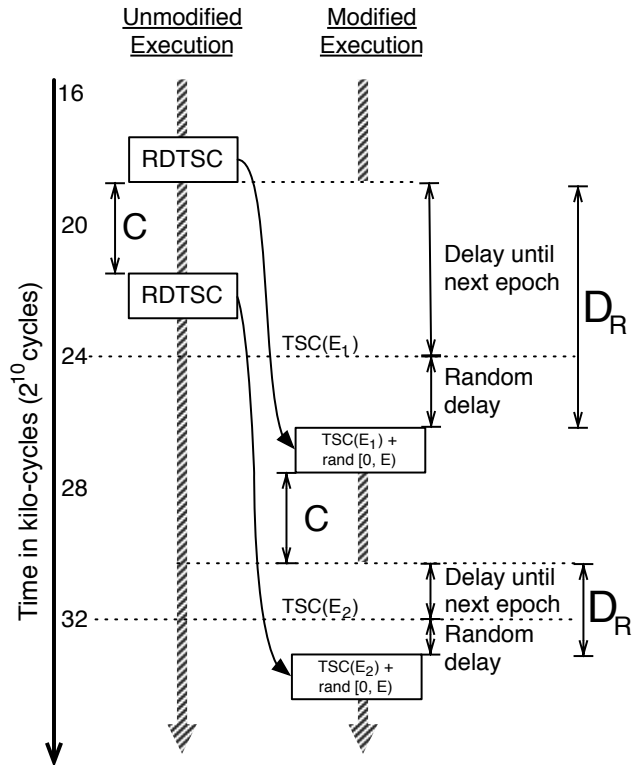 Unmodified
Execution
Modified
Execution
16
RDTSC
20
C
Delay until
next epoch
D_R
RDTSC
Time in kilo-cycles (2^10 cycles)
24
TSC(E_1)
Random
delay
TSC(E_1) +
rand [0, E)
28
C
Delay until
next epoch
D_R
TSC(E_2)
32
Random
delay
TSC(E_2) +
rand [0, E)